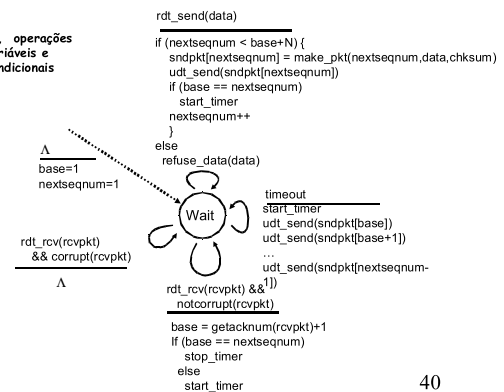 rdt_send(data)
, operações
riáveis e
ndicionais
if (nextseqnum < base+N) {
sndpkt[nextseqnum] = make_pkt(nextseqnum,data,chksum)
udt_send(sndpkt[nextseqnum])
if (base == nextseqnum)
start_timer
nextseqnum++
}
else
refuse_data(data)
Λ
base=1
nextseqnum=1
Wait
timeout
start_timer
udt_send(sndpkt[base])
udt_send(sndpkt[base+1])
…
udt_send(sndpkt[nextseqnum-
1])
rdt_rcv(rcvpkt)
&& corrupt(rcvpkt)
Λ
rdt_rcv(rcvpkt) &&
notcorrupt(rcvpkt)
base = getacknum(rcvpkt)+1
If (base == nextseqnum)
stop_timer
else
start_timer
40